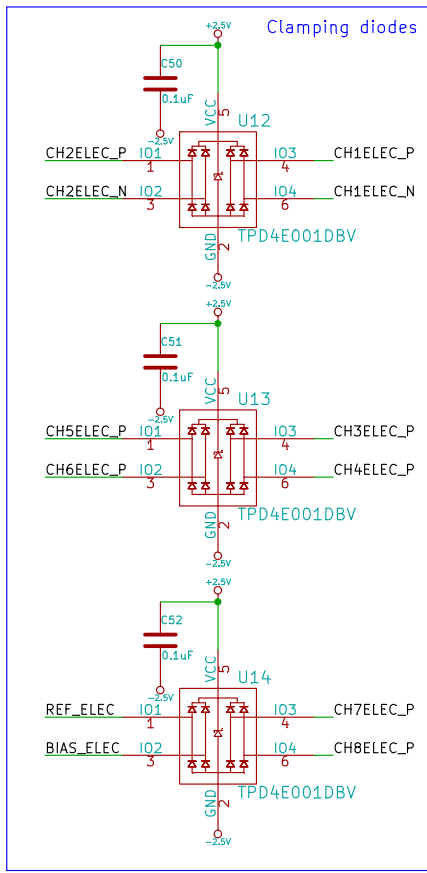 Clamping diodes
+2.5V
C50
0.1uF
-2.5V
VCC
5
U12
CH2ELEC_P
IO1
1
IO3
4
CH1ELEC_P
CH2ELEC_N
IO2
3
IO4
6
CH1ELEC_N
GND
2
TPD4E001DBV
-2.5V
+2.5V
C51
0.1uF
-2.5V
VCC
5
U13
CH5ELEC_P
IO1
1
IO3
4
CH3ELEC_P
CH6ELEC_P
IO2
3
IO4
6
CH4ELEC_P
GND
2
TPD4E001DBV
-2.5V
+2.5V
C52
0.1uF
-2.5V
VCC
5
U14
REF_ELEC
IO1
1
IO3
4
CH7ELEC_P
BIAS_ELEC
IO2
3
IO4
6
CH8ELEC_P
GND
2
TPD4E001DBV
-2.5V